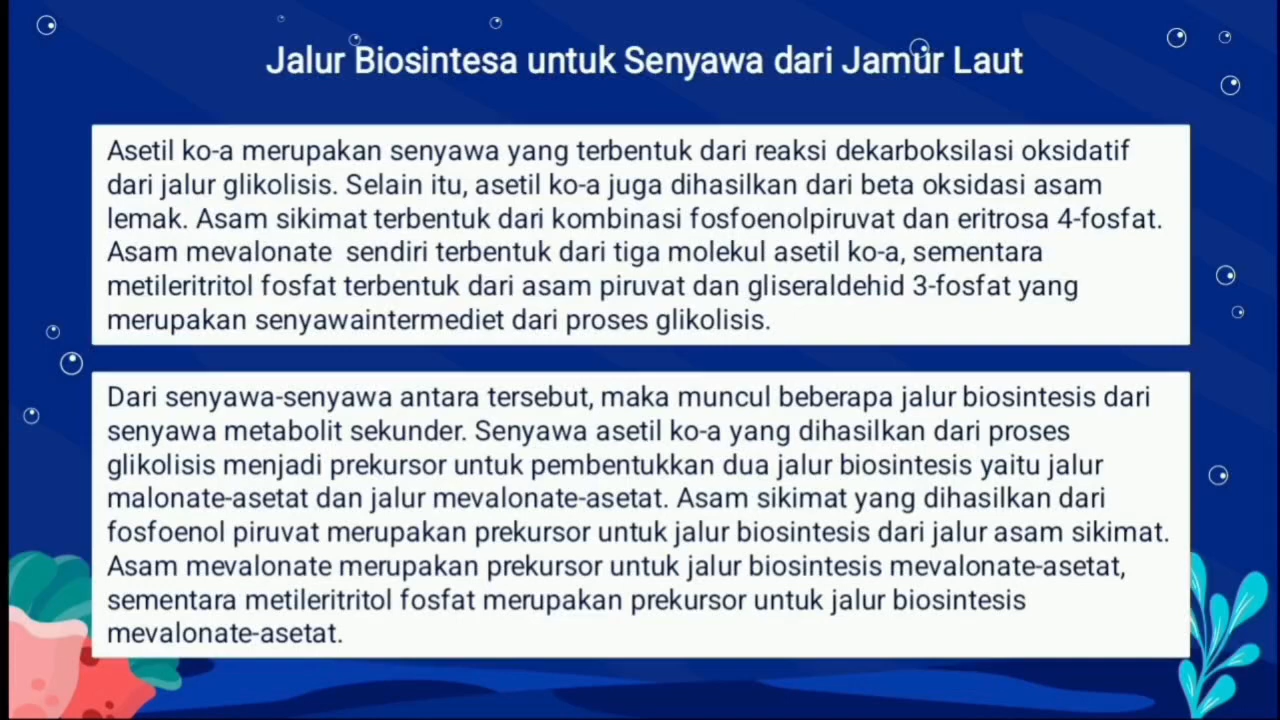 Jalur Biosintesa untuk Senyawa dari Jamur Laut
Asetil ko-a merupakan senyawa yang terbentuk dari reaksi dekarboksilasi oksidatif
dari jalur glikolisis. Selain itu, asetil ko-a juga dihasilkan dari beta oksidasi asam
lemak. Asam sikimat terbentuk dari kombinasi fosfoenolpiruvat dan eritrosa 4-fosfat.
Asam mevalonate  sendiri terbentuk dari tiga molekul asetil ko-a, sementara
metileritritol fosfat terbentuk dari asam piruvat dan gliseraldehid 3-fosfat yang
merupakan senyawaintermediet dari proses glikolisis.
Dari senyawa-senyawa antara tersebut, maka muncul beberapa jalur biosintesis dari
senyawa metabolit sekunder. Senyawa asetil ko-a yang dihasilkan dari proses
glikolisis menjadi prekursor untuk pembentukkan dua jalur biosintesis yaitu jalur
malonate-asetat dan jalur mevalonate-asetat. Asam sikimat yang dihasilkan dari
fosfoenol piruvat merupakan prekursor untuk jalur biosintesis dari jalur asam sikimat.
Asam mevalonate merupakan prekursor untuk jalur biosintesis mevalonate-asetat,
sementara metileritritol fosfat merupakan prekursor untuk jalur biosintesis
mevalonate-asetat.